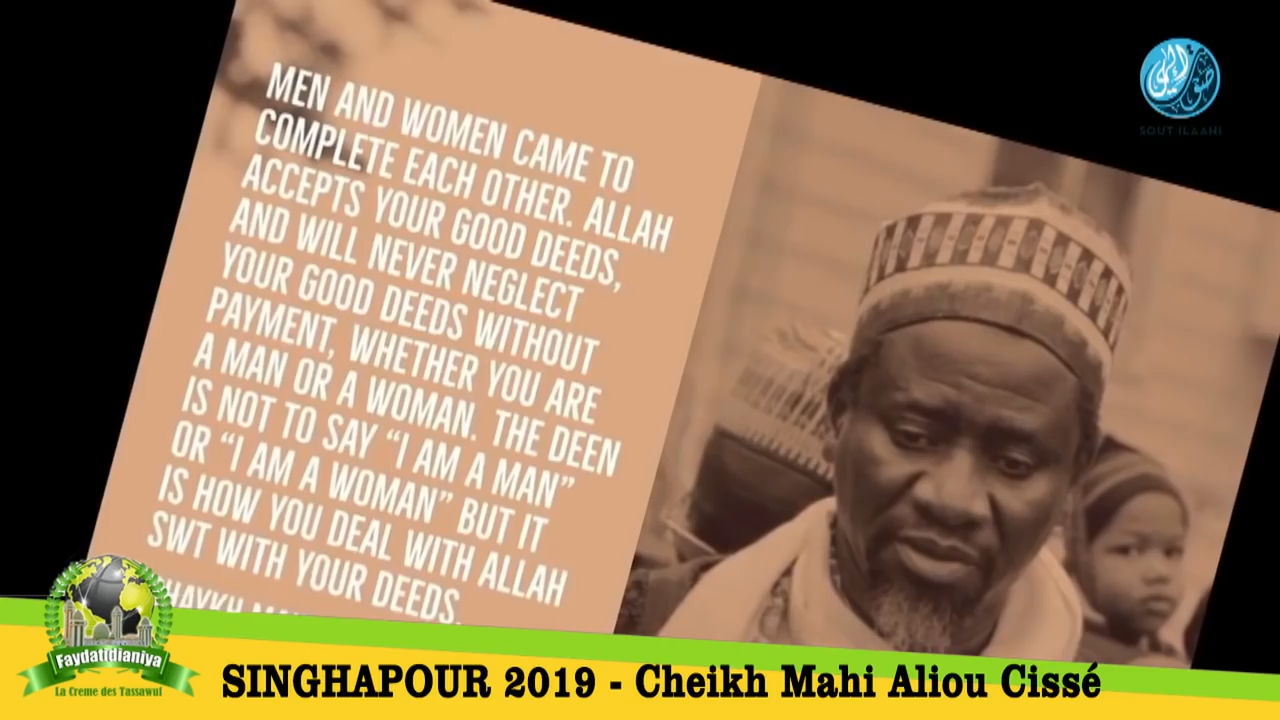 MEN AND WOMEN CAME TO
COMPLETE EACH OTHER. ALLAH
ACCEPTS YOUR GOOD DEEDS,
AND WILL NEVER NEGLECT
YOUR GOOD DEEDS WITHOUT
PAYMENT, WHETHER YOU ARE
A MAN OR A WOMAN. THE DEEN
IS NOT TO SAY “I AM A MAN”
OR “I AM A WOMAN” BUT IT
IS HOW YOU DEAL WITH ALLAH
SWT WITH YOUR DEEDS.
SOUT ILAAHI
Faydatidianiya
La Creme des Tassawuf
SINGHAPOUR 2019 - Cheikh Mahi Aliou Cissé